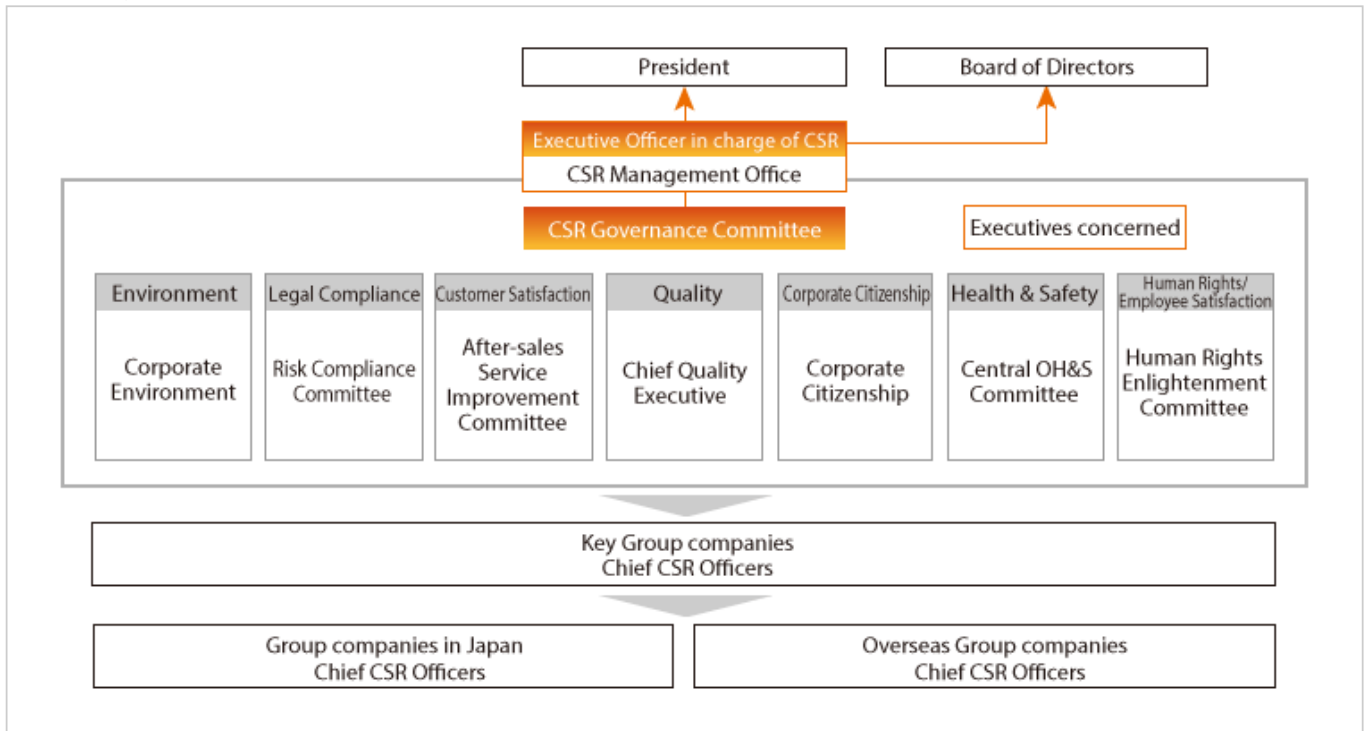 President
Board of Directors
Executive Officer in charge of CSR
CSR Management Office
CSR Governance Committee
Executives concerned
Environment
Corporate
Environment
Legal Compliance
Risk Compliance
Committee
Customer Satisfaction
After-sales
Service
Improvement
Committee
Quality
Chief Quality
Executive
Corporate Citizenship
Corporate
Citizenship
Health & Safety
Central OH&S
Committee
Human Rights/
Employee Satisfaction
Human Rights
Enlightenment
Committee
Key Group companies
Chief CSR Officers
Group companies in Japan
Chief CSR Officers
Overseas Group companies
Chief CSR Officers